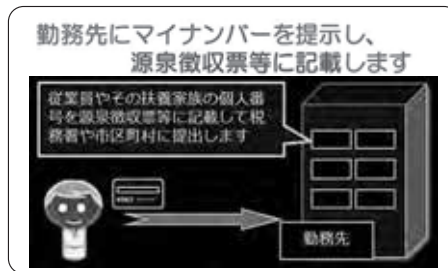 勤務先にマイナンバーを提示し、
源泉徴収票等に記載します
従業員やその扶養家族の個人番
号を源泉徴収票等に記載して税
務署や市区町村に提出します
勤務先